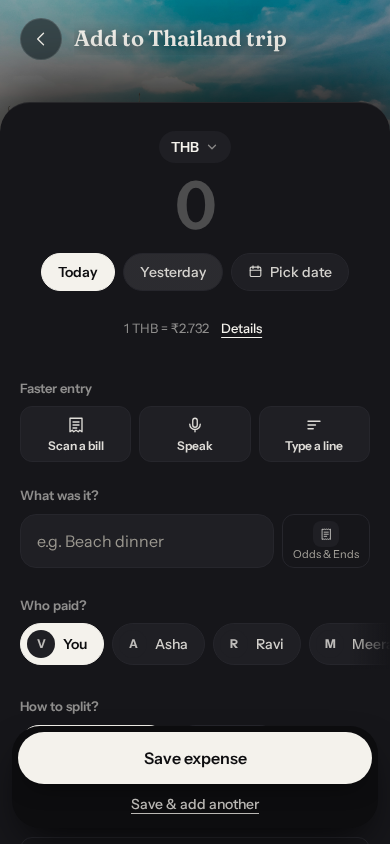 Add to Thailand trip
THB
0
Today
Yesterday
Pick date
1 THB = ₹2.732 Details
Faster entry
Scan a bill
Speak
Type a line
What was it?
e.g. Beach dinner
Odds & Ends
Who paid?
V You
A Asha
R Ravi
M
How to split?
Save expense
Save & add another